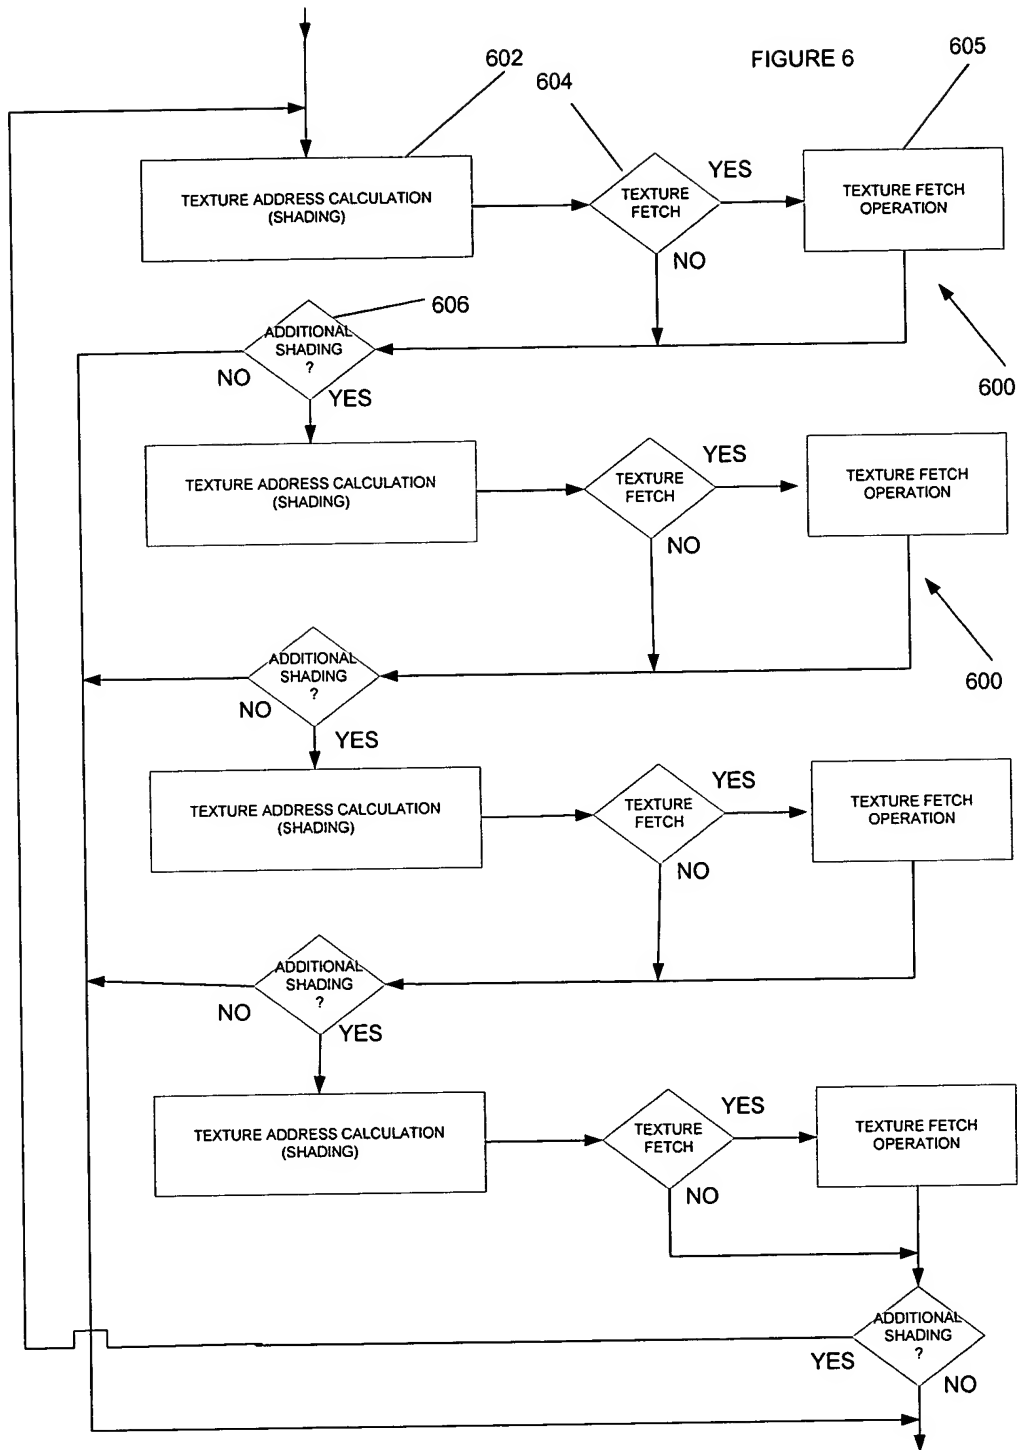 FIGURE 6
602
604
605
TEXTURE ADDRESS CALCULATION
(SHADING)
TEXTURE
FETCH
YES
NO
TEXTURE FETCH
OPERATION
600
606
ADDITIONAL
SHADING
?
NO
YES
TEXTURE ADDRESS CALCULATION
(SHADING)
TEXTURE
FETCH
YES
NO
TEXTURE FETCH
OPERATION
600
ADDITIONAL
SHADING
?
NO
YES
TEXTURE ADDRESS CALCULATION
(SHADING)
TEXTURE
FETCH
YES
NO
TEXTURE FETCH
OPERATION
ADDITIONAL
SHADING
?
NO
YES
TEXTURE ADDRESS CALCULATION
(SHADING)
TEXTURE
FETCH
YES
NO
TEXTURE FETCH
OPERATION
ADDITIONAL
SHADING
?
YES
NO